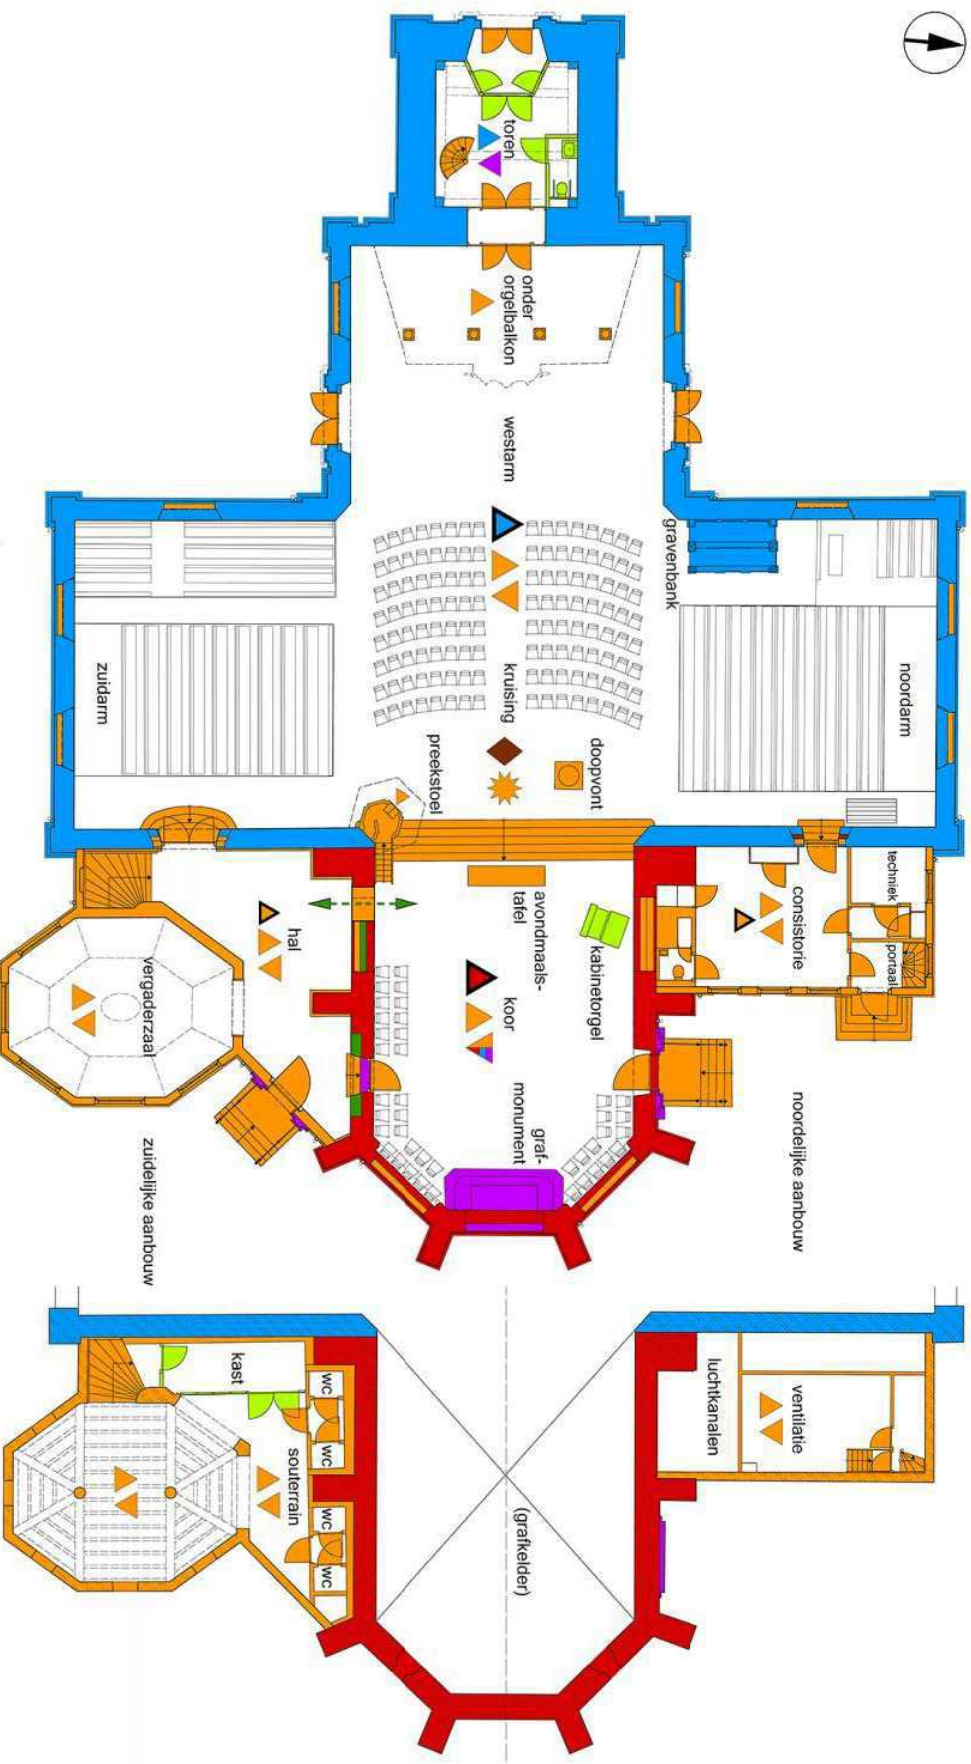 toren
onder
orgelbalkon
westarm
gravenbank
noordarm
zuidarm
kruising
doopvont
preekstoel
avondmaals-
tafel
kabinetorgel
koor
graf-
monument
techniek
portaal
consistorie
hal
vergaderzaal
noordelijke aanbouw
zuidelijke aanbouw
kast
wc
wc
wc
wc
souterrain
luchtkanalen
ventilatie
(grafkelder)